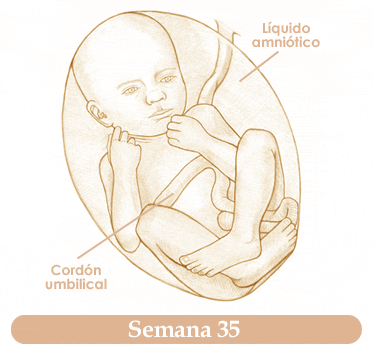 Líquido
amniótico
Cordón
umbilical
Semana 35